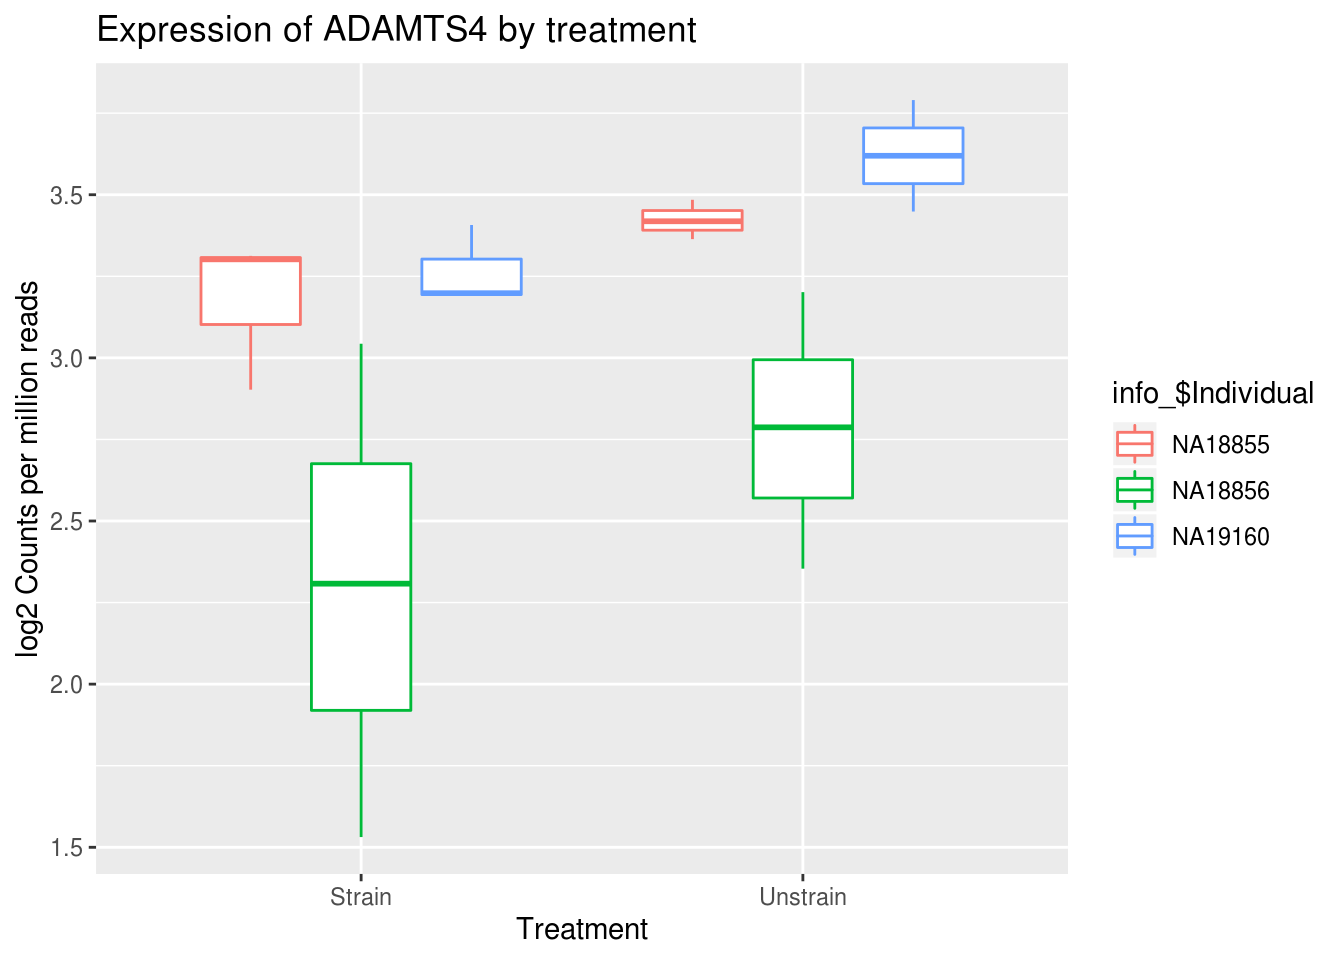 Expression of ADAMTS4 by treatment
log2 Counts per million reads
3.5
3.0
2.5
2.0
1.5
Strain
Unstrain
Treatment
info_$Individual
NA18855
NA18856
NA19160